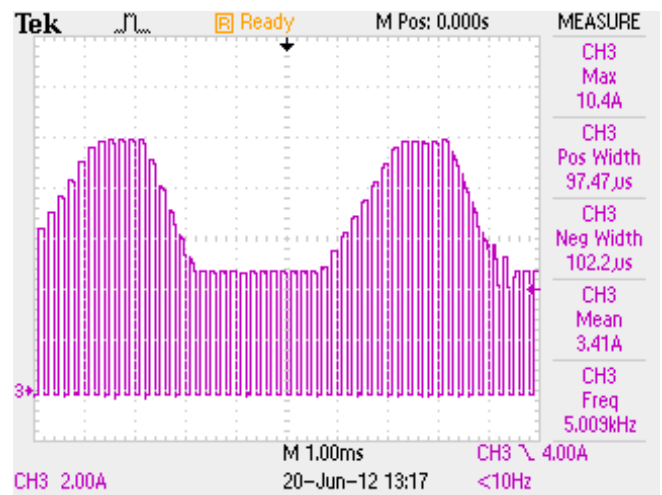 Tek R Ready M Pos: 0.000s MEASURE
CH3
Max
10.4A
CH3
Pos Width
97.47µs
CH3
Neg Width
102.2µs
CH3
Mean
3.41A
3
CH3
Freq
5.009kHz
M 1.00ms CH3 4.00A
CH3 2.00A 20-Jun-12 13:17 <10Hz